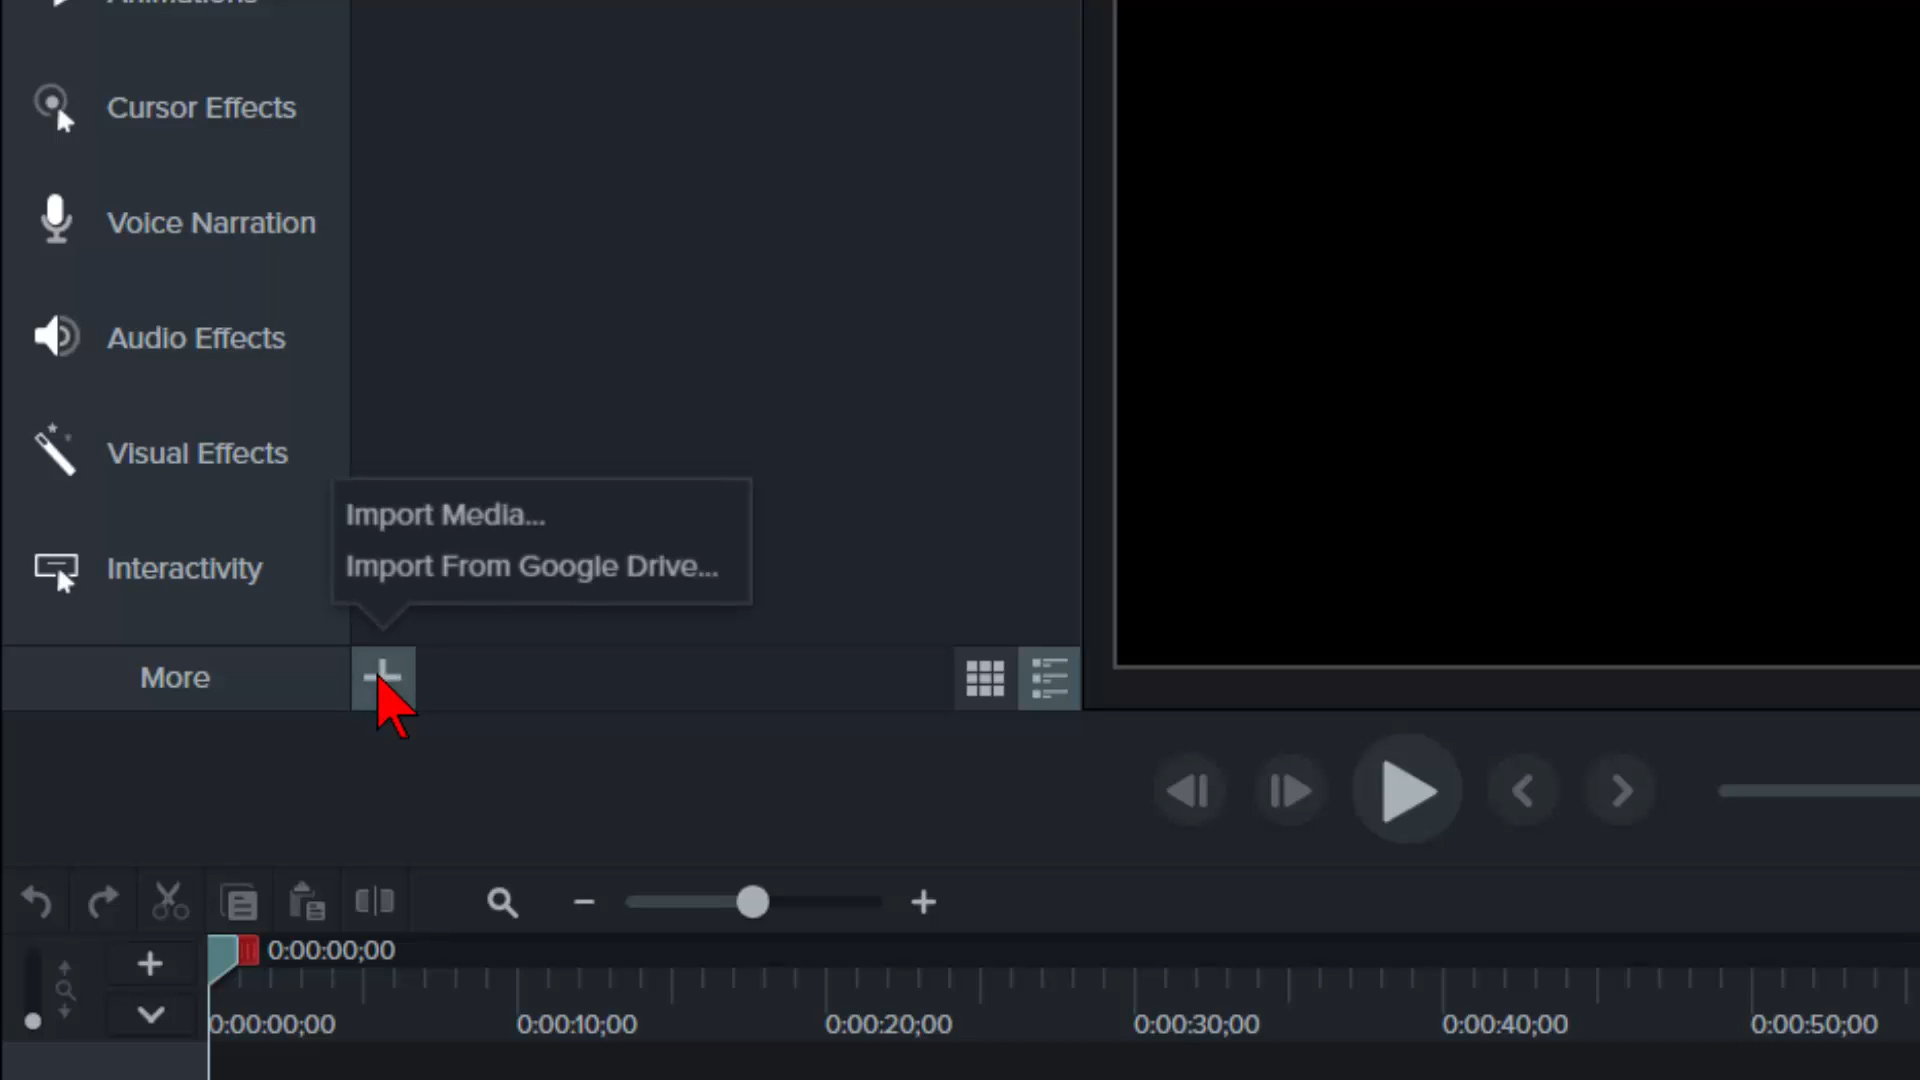 Animations
Cursor Effects
Voice Narration
Audio Effects
Visual Effects
Interactivity
Import Media...
Import From Google Drive...
More
0:00:00;00
0:00:00;00
0:00:10;00
0:00:20;00
0:00:30;00
0:00:40;00
0:00:50;00